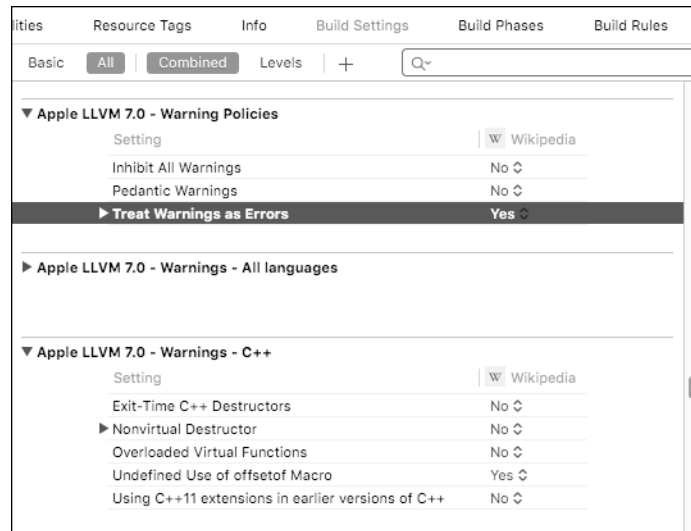 lities Resource Tags Info Build Settings Build Phases Build Rules
Basic All Combined Levels
Apple LLVM 7.0 - Warning Policies
Setting W Wikipedia
Inhibit All Warnings No
Pedantic Warnings No
Treat Warnings as Errors Yes
Apple LLVM 7.0 - Warnings - All languages
Apple LLVM 7.0 - Warnings - C++
Setting W Wikipedia
Exit-Time C++ Destructors No
Nonvirtual Destructor No
Overloaded Virtual Functions No
Undefined Use of offsetof Macro Yes
Using C++11 extensions in earlier versions of C++ No